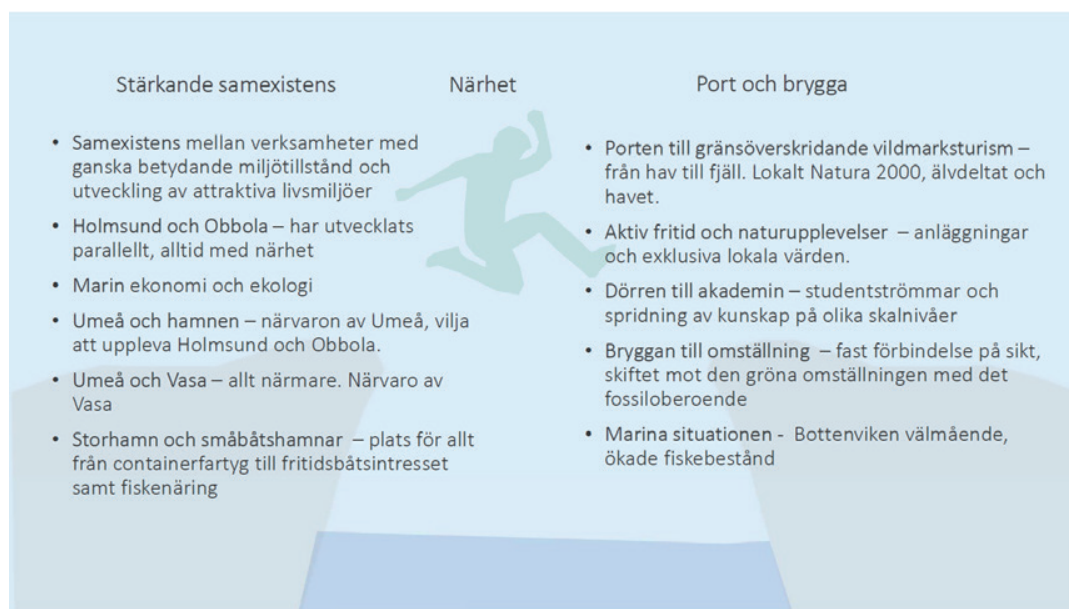 Stärkande samexistens
Närhet
Port och brygga
• Samexistens mellan verksamheter med
ganska betydande miljötillstånd och
utveckling av attraktiva livsmiljöer
• Holmsund och Obbola – har utvecklats
parallellt, alltid med närhet
• Marin ekonomi och ekologi
• Umeå och hamnen – närvaron av Umeå, vilja
att uppleva Holmsund och Obbola.
• Umeå och Vasa – allt närmare. Närvaro av
Vasa
• Storhamn och småbåtshamnar – plats för allt
från containerfartyg till fritidsbåtsintresset
samt fiskenäring
• Porten till gränsöverskridande vildmarksturism –
från hav till fjäll. Lokalt Natura 2000, älvdeltat och
havet.
• Aktiv fritid och naturupplevelser – anläggningar
och exklusiva lokala värden.
• Dörren till akademin – studentströmmar och
spridning av kunskap på olika skalnivåer
• Bryggan till omställning – fast förbindelse på sikt,
skiftet mot den gröna omställningen med det
fossiloberoende
• Marina situationen - Bottenviken välmående,
ökade fiskebestånd